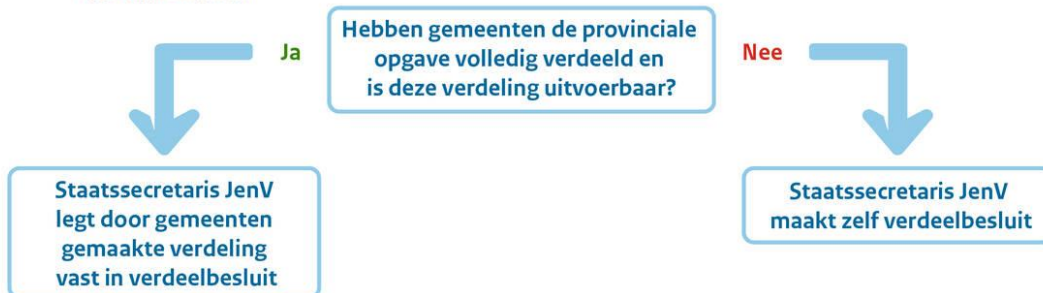 Hebben gemeenten de provinciale
opgave volledig verdeeld en
is deze verdeling uitvoerbaar?
Ja
Nee
Staatssecretaris JenV
legt door gemeenten
gemaakte verdeling
vast in verdeelbesluit
Staatssecretaris JenV
maakt zelf verdeelbesluit